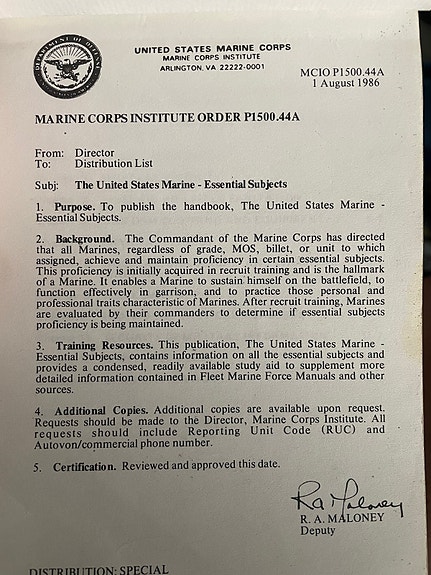 UNITED STATES MARINE CORPS
MARINE CORPS INSTITUTE
ARLINGTON, VA 22222-0001
MCIO P1500.44A
1 August 1986
MARINE CORPS INSTITUTE ORDER P1500.44A
From: Director
To: Distribution List
Subj: The United States Marine - Essential Subjects
1. Purpose. To publish the handbook, The United States Marine -
Essential Subjects.
2. Background. The Commandant of the Marine Corps has directed
that all Marines, regardless of grade, MOS, billet, or unit to which
assigned, achieve and maintain proficiency in certain essential subjects.
This proficiency is initially acquired in recruit training and is the hallmark
of a Marine. It enables a Marine to sustain himself on the battlefield, to
function effectively in garrison, and to practice those personal and
professional traits characteristic of Marines. After recruit training, Marines
are evaluated by their commanders to determine if essential subjects
proficiency is being maintained.
3. Training Resources. This publication, The United States Marine -
Essential Subjects, contains information on all the essential subjects and
provides a condensed, readily available study aid to supplement more
detailed information contained in Fleet Marine Force Manuals and other
sources.
4. Additional Copies. Additional copies are available upon request.
Requests should be made to the Director, Marine Corps Institute. All
requests should include Reporting Unit Code (RUC) and
Autovon/commercial phone number.
5. Certification. Reviewed and approved this date.
R A Maloney
R. A. MALONEY
Deputy
DISTRIBUTION: SPECIAL